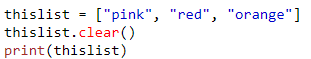 thislist = ["pink", "red", "orange"]
thislist.clear()
print(thislist)